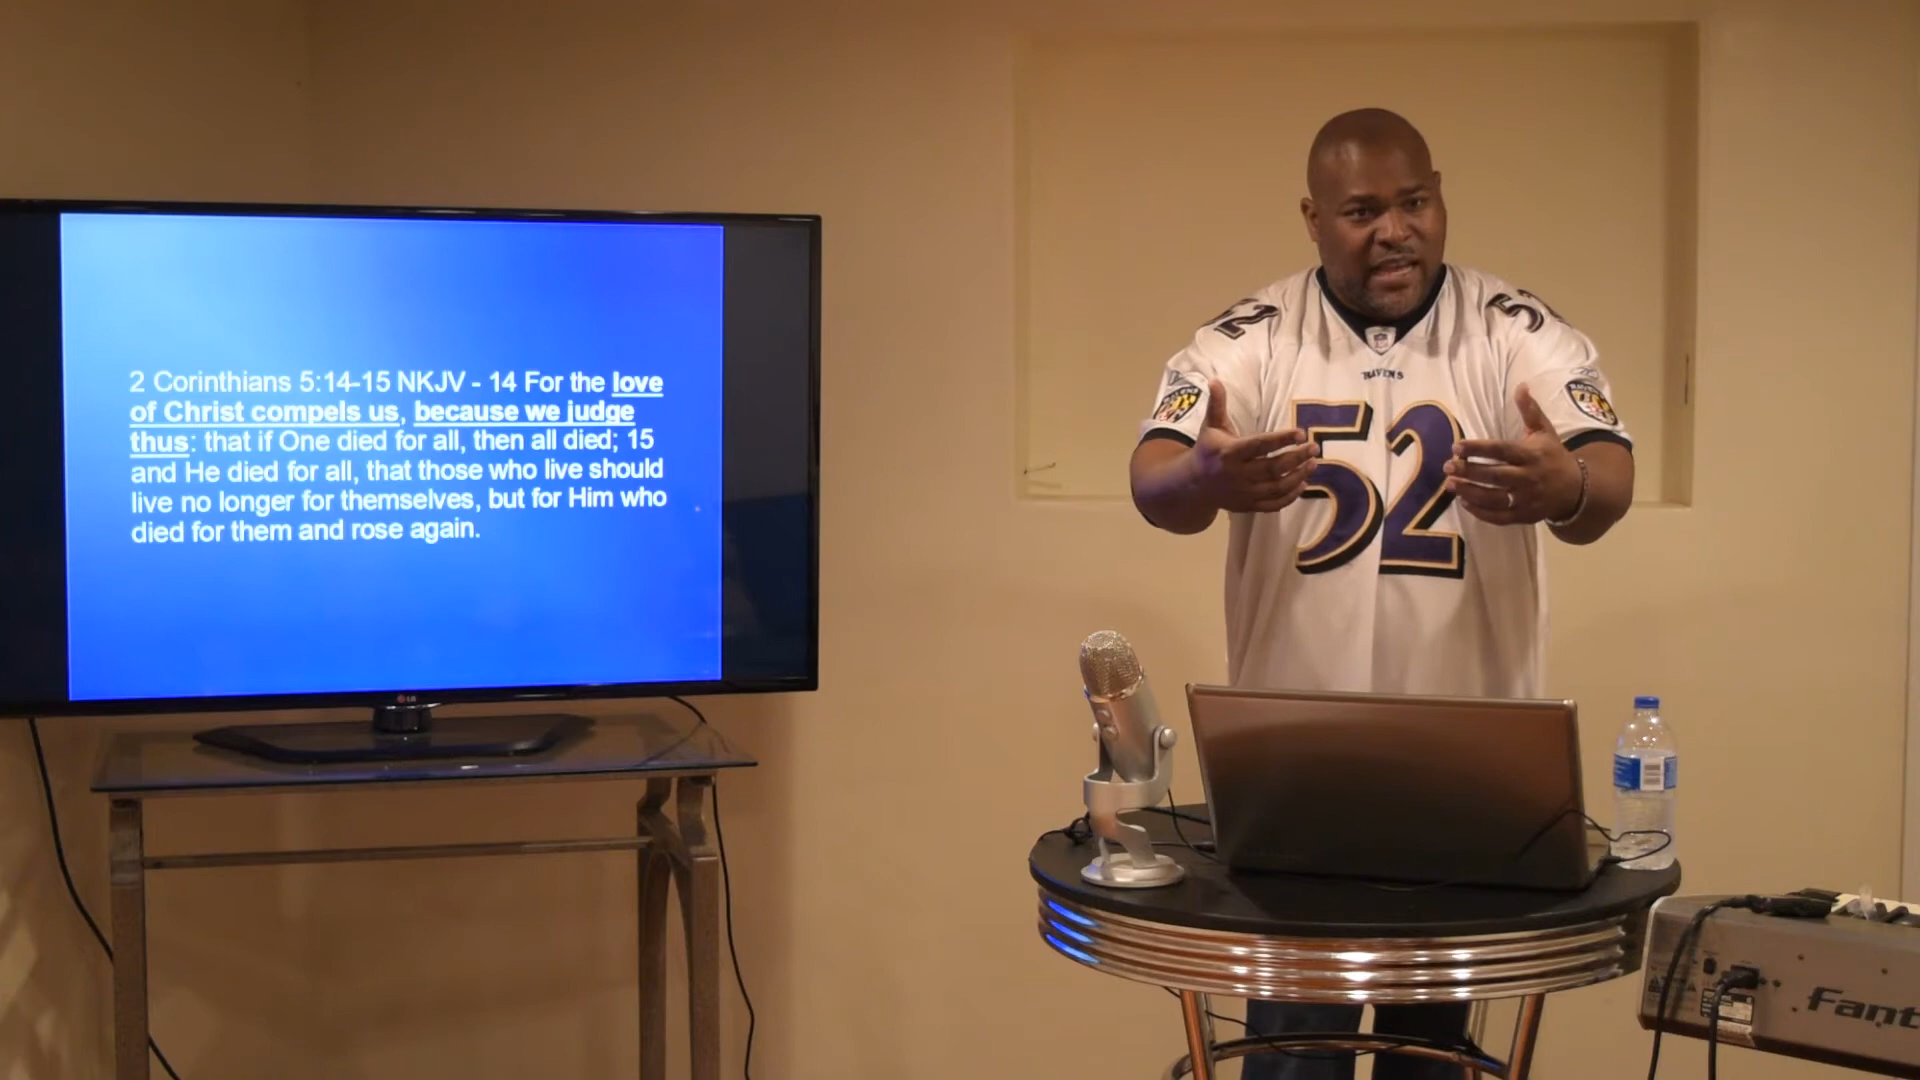 2 Corinthians 5:14-15 NKJV - 14 For the love
of Christ compels us, because we judge
thus: that if One died for all, then all died; 15
and He died for all, that those who live should
live no longer for themselves, but for Him who
died for them and rose again.
LG
52
52
RAVENS
52
Fant